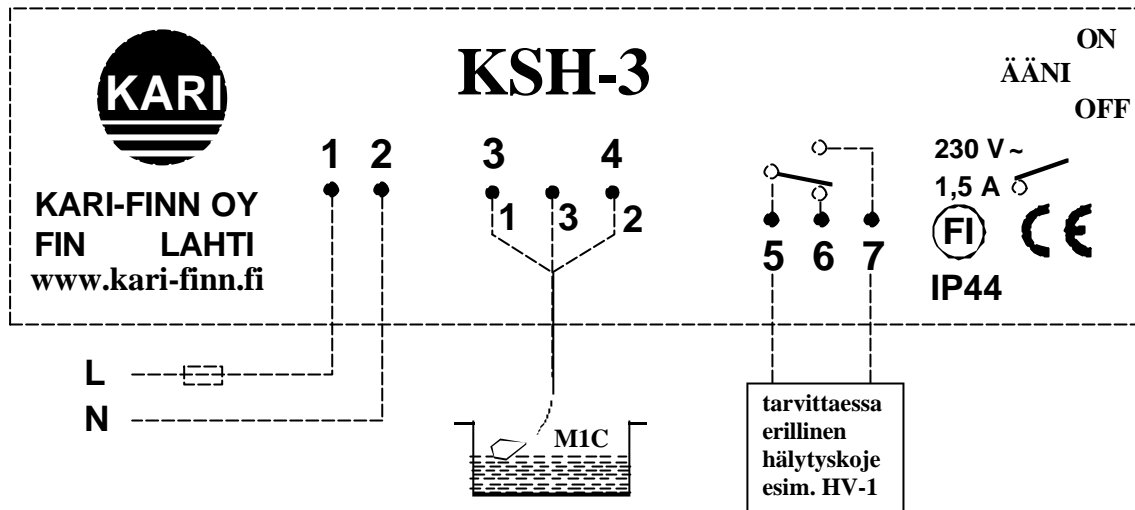 KARI
KSH-3
ON
ÄÄNI
OFF
KARI-FINN OY
FIN LAHTI
www.kari-finn.fi
1 2
3 4
1 3 2
5 6 7
230 V ~
1,5 A
FI
CE
IP44
L
N
M1C
tarvittaessa
erillinen
hälytyskoje
esim. HV-1